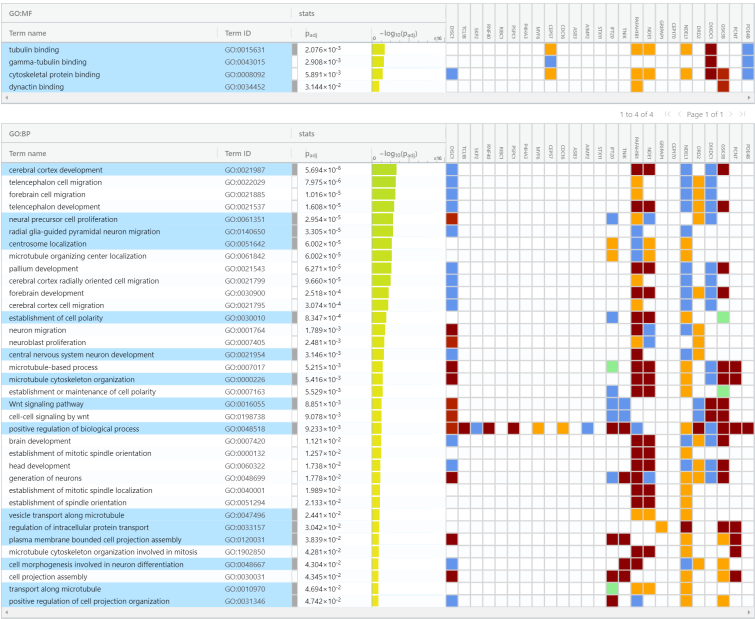 GO:MF stats
Term name Term ID p adj −log10(p adj)
tubulin binding GO:0015631 2.076×10-3
gamma-tubulin binding GO:0043015 2.908×10-3
cytoskeletal protein binding GO:0008092 5.891×10-3
dynactin binding GO:0034452 3.144×10-2
1 to 4 of 4 Page 1 of 1
GO:BP stats
Term name Term ID p adj −log10(p adj)
cerebral cortex development GO:0021987 5.694×10-6
telencephalon cell migration GO:0022029 7.975×10-6
forebrain cell migration GO:0021885 1.016×10-5
telencephalon development GO:0021537 1.608×10-5
neural precursor cell proliferation GO:0061351 2.954×10-5
radial glia-guided pyramidal neuron migration GO:0140650 3.305×10-5
centrosome localization GO:0051642 6.002×10-5
microtubule organizing center localization GO:0061842 6.002×10-5
pallium development GO:0021543 6.271×10-5
cerebral cortex radially oriented cell migration GO:0021799 9.660×10-5
forebrain development GO:0030900 2.518×10-4
cerebral cortex cell migration GO:0021795 3.074×10-4
establishment of cell polarity GO:0030010 8.347×10-4
neuron migration GO:0001764 1.789×10-3
neuroblast proliferation GO:0007405 2.481×10-3
central nervous system neuron development GO:0021954 3.146×10-3
microtubule-based process GO:0007017 5.215×10-3
microtubule cytoskeleton organization GO:0000226 5.416×10-3
establishment or maintenance of cell polarity GO:0007163 5.529×10-3
Wnt signaling pathway GO:0016055 8.851×10-3
cell-cell signaling by wnt GO:0198738 9.078×10-3
positive regulation of biological process GO:0048518 9.233×10-3
brain development GO:0007420 1.121×10-2
establishment of mitotic spindle orientation GO:0000132 1.257×10-2
head development GO:0060322 1.738×10-2
generation of neurons GO:0048699 1.778×10-2
establishment of mitotic spindle localization GO:0040001 1.989×10-2
establishment of spindle orientation GO:0051294 2.133×10-2
vesicle transport along microtubule GO:0047496 2.441×10-2
regulation of intracellular protein transport GO:0033157 3.042×10-2
plasma membrane bounded cell projection assembly GO:0120031 3.839×10-2
microtubule cytoskeleton organization involved in mitosis GO:1902850 4.281×10-2
cell morphogenesis involved in neuron differentiation GO:0048667 4.304×10-2
cell projection assembly GO:0030031 4.345×10-2
transport along microtubule GO:0010970 4.694×10-2
positive regulation of cell projection organization GO:0031346 4.742×10-2